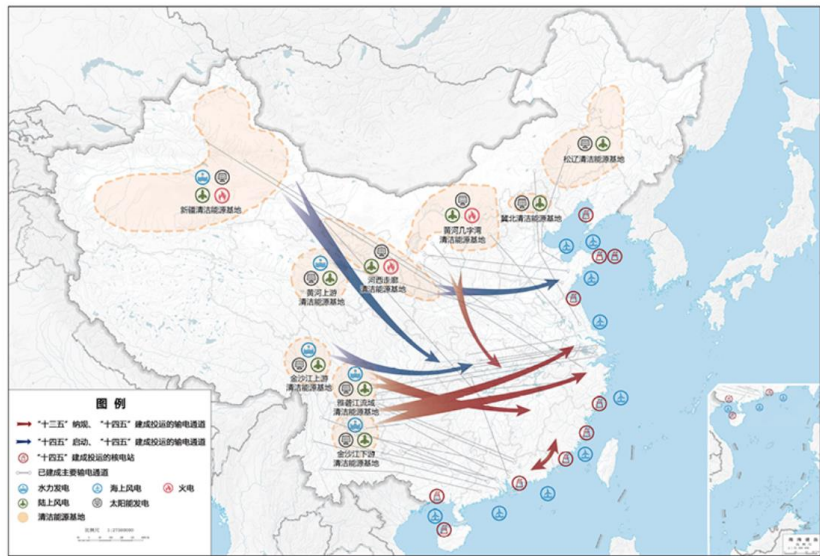 松辽清洁能源基地
新疆清洁能源基地
冀北清洁能源基地
黄河几字湾
清洁能源基地
河西走廊
清洁能源基地
黄河上游
清洁能源基地
金沙江上游
清洁能源基地
雅砻江流域
清洁能源基地
金沙江下游
清洁能源基地
图 例
"十三五"纳规、"十四五"建成投运的输电通道
"十四五"启动、"十四五"建成投运的输电通道
"十四五"建成投运的核电站
已建成主要输电通道
水力发电 海上风电 火电
陆上风电 太阳能发电
清洁能源基地